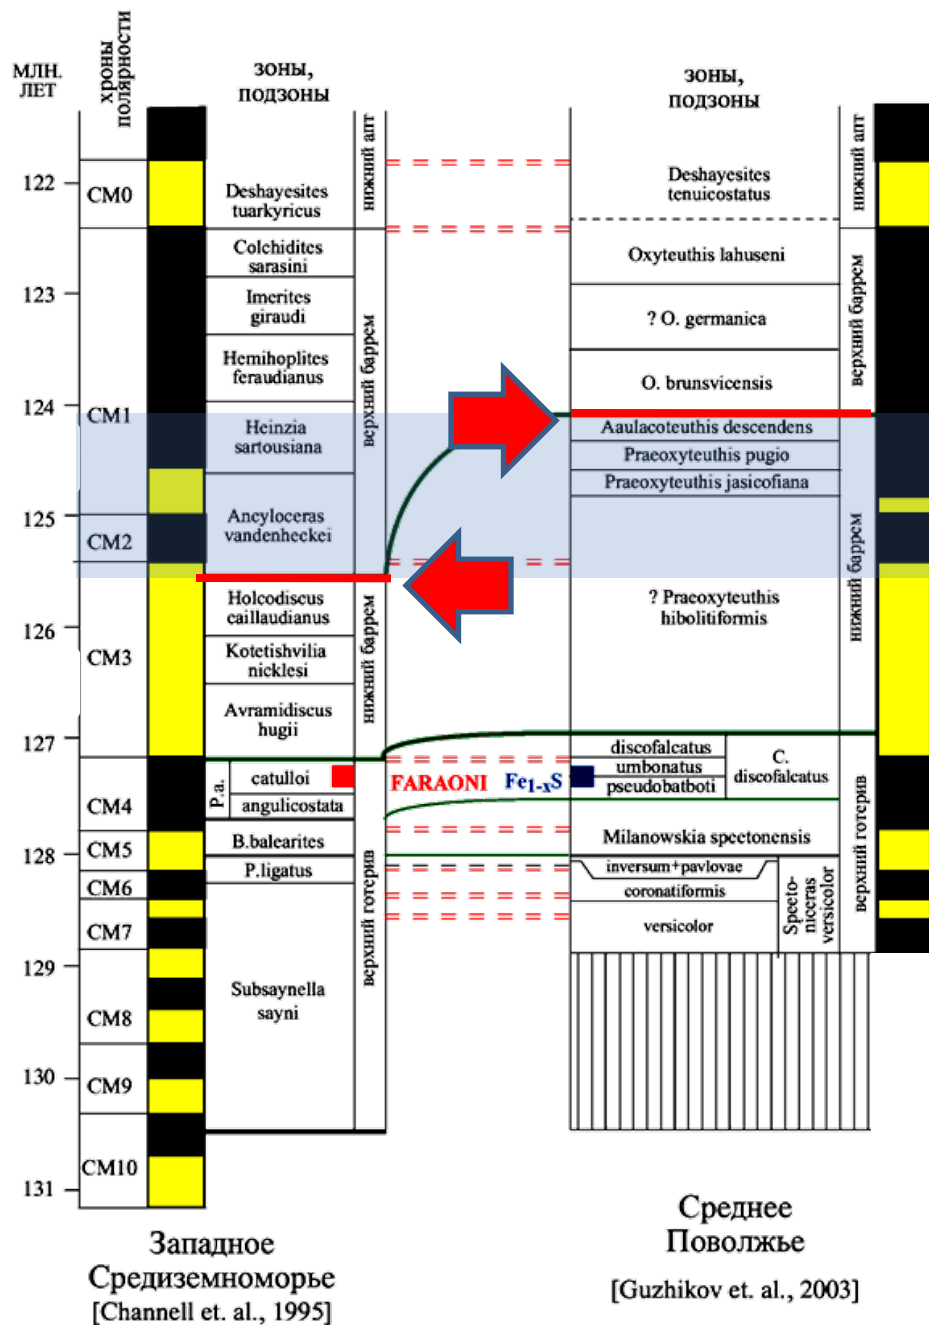 МЛН.
ЛЕТ
хроны
полярности
ЗОНЫ,
ПОДЗОНЫ
ЗОНЫ,
ПОДЗОНЫ
122
123
124
125
126
127
128
129
130
131
CM0
CM1
CM2
CM3
CM4
CM5
CM6
CM7
CM8
CM9
CM10
Deshayesites
tuarkyricus
Colchidites
sarasini
Imerites
giraudi
Hemihoplites
feraudianus
Heinzia
sartousiana
Ancyloceras
vandenheckei
Holcodiscus
caillaudianus
Kotetishvilia
nicklesi
Avramidiscus
hugii
P.a.
catulloi
angulicostata
B.balearites
P.ligatus
Subsaynella
sayni
нижний апт
верхний баррем
нижний баррем
верхний готерив
FARAONI
Fe1-xS
Deshayesites
tenuicostatus
Oxyteuthis lahuseni
? O. germanica
O. brunsvicensis
Aaulacoteuthis descendens
Praeoxyteuthis pugio
Praeoxyteuthis jasicofiana
? Praoxyteuthis
hibolitiformis
discofalcatus
umbonatus
pseudobatboti
C.
discofalcatus
Milanowskia speetonensis
inversum+pavlovae
coronatiformis
versicolor
Speeto-
niceras
versicolor
нижний апт
верхний баррем
нижний баррем
верхний готерив
Западное
Средиземноморье
[Channell et. al., 1995]
Среднее
Поволжье
[Guzhikov et. al., 2003]